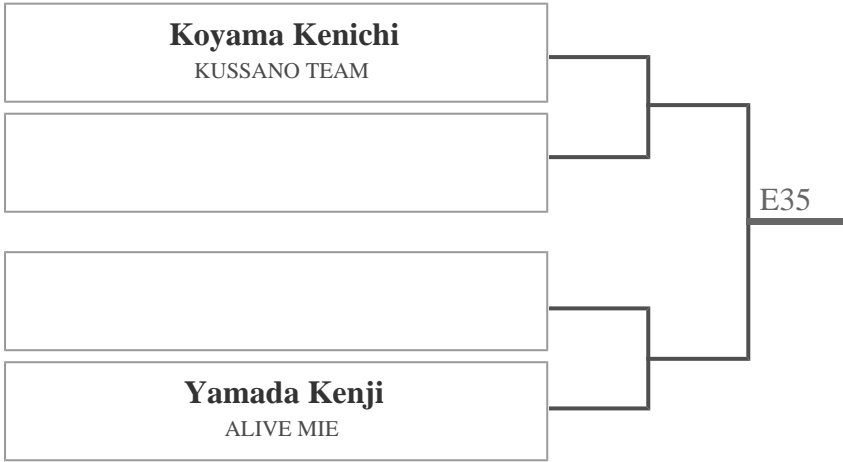 Koyama Kenichi
KUSSANO TEAM
E35
Yamada Kenji
ALIVE MIE